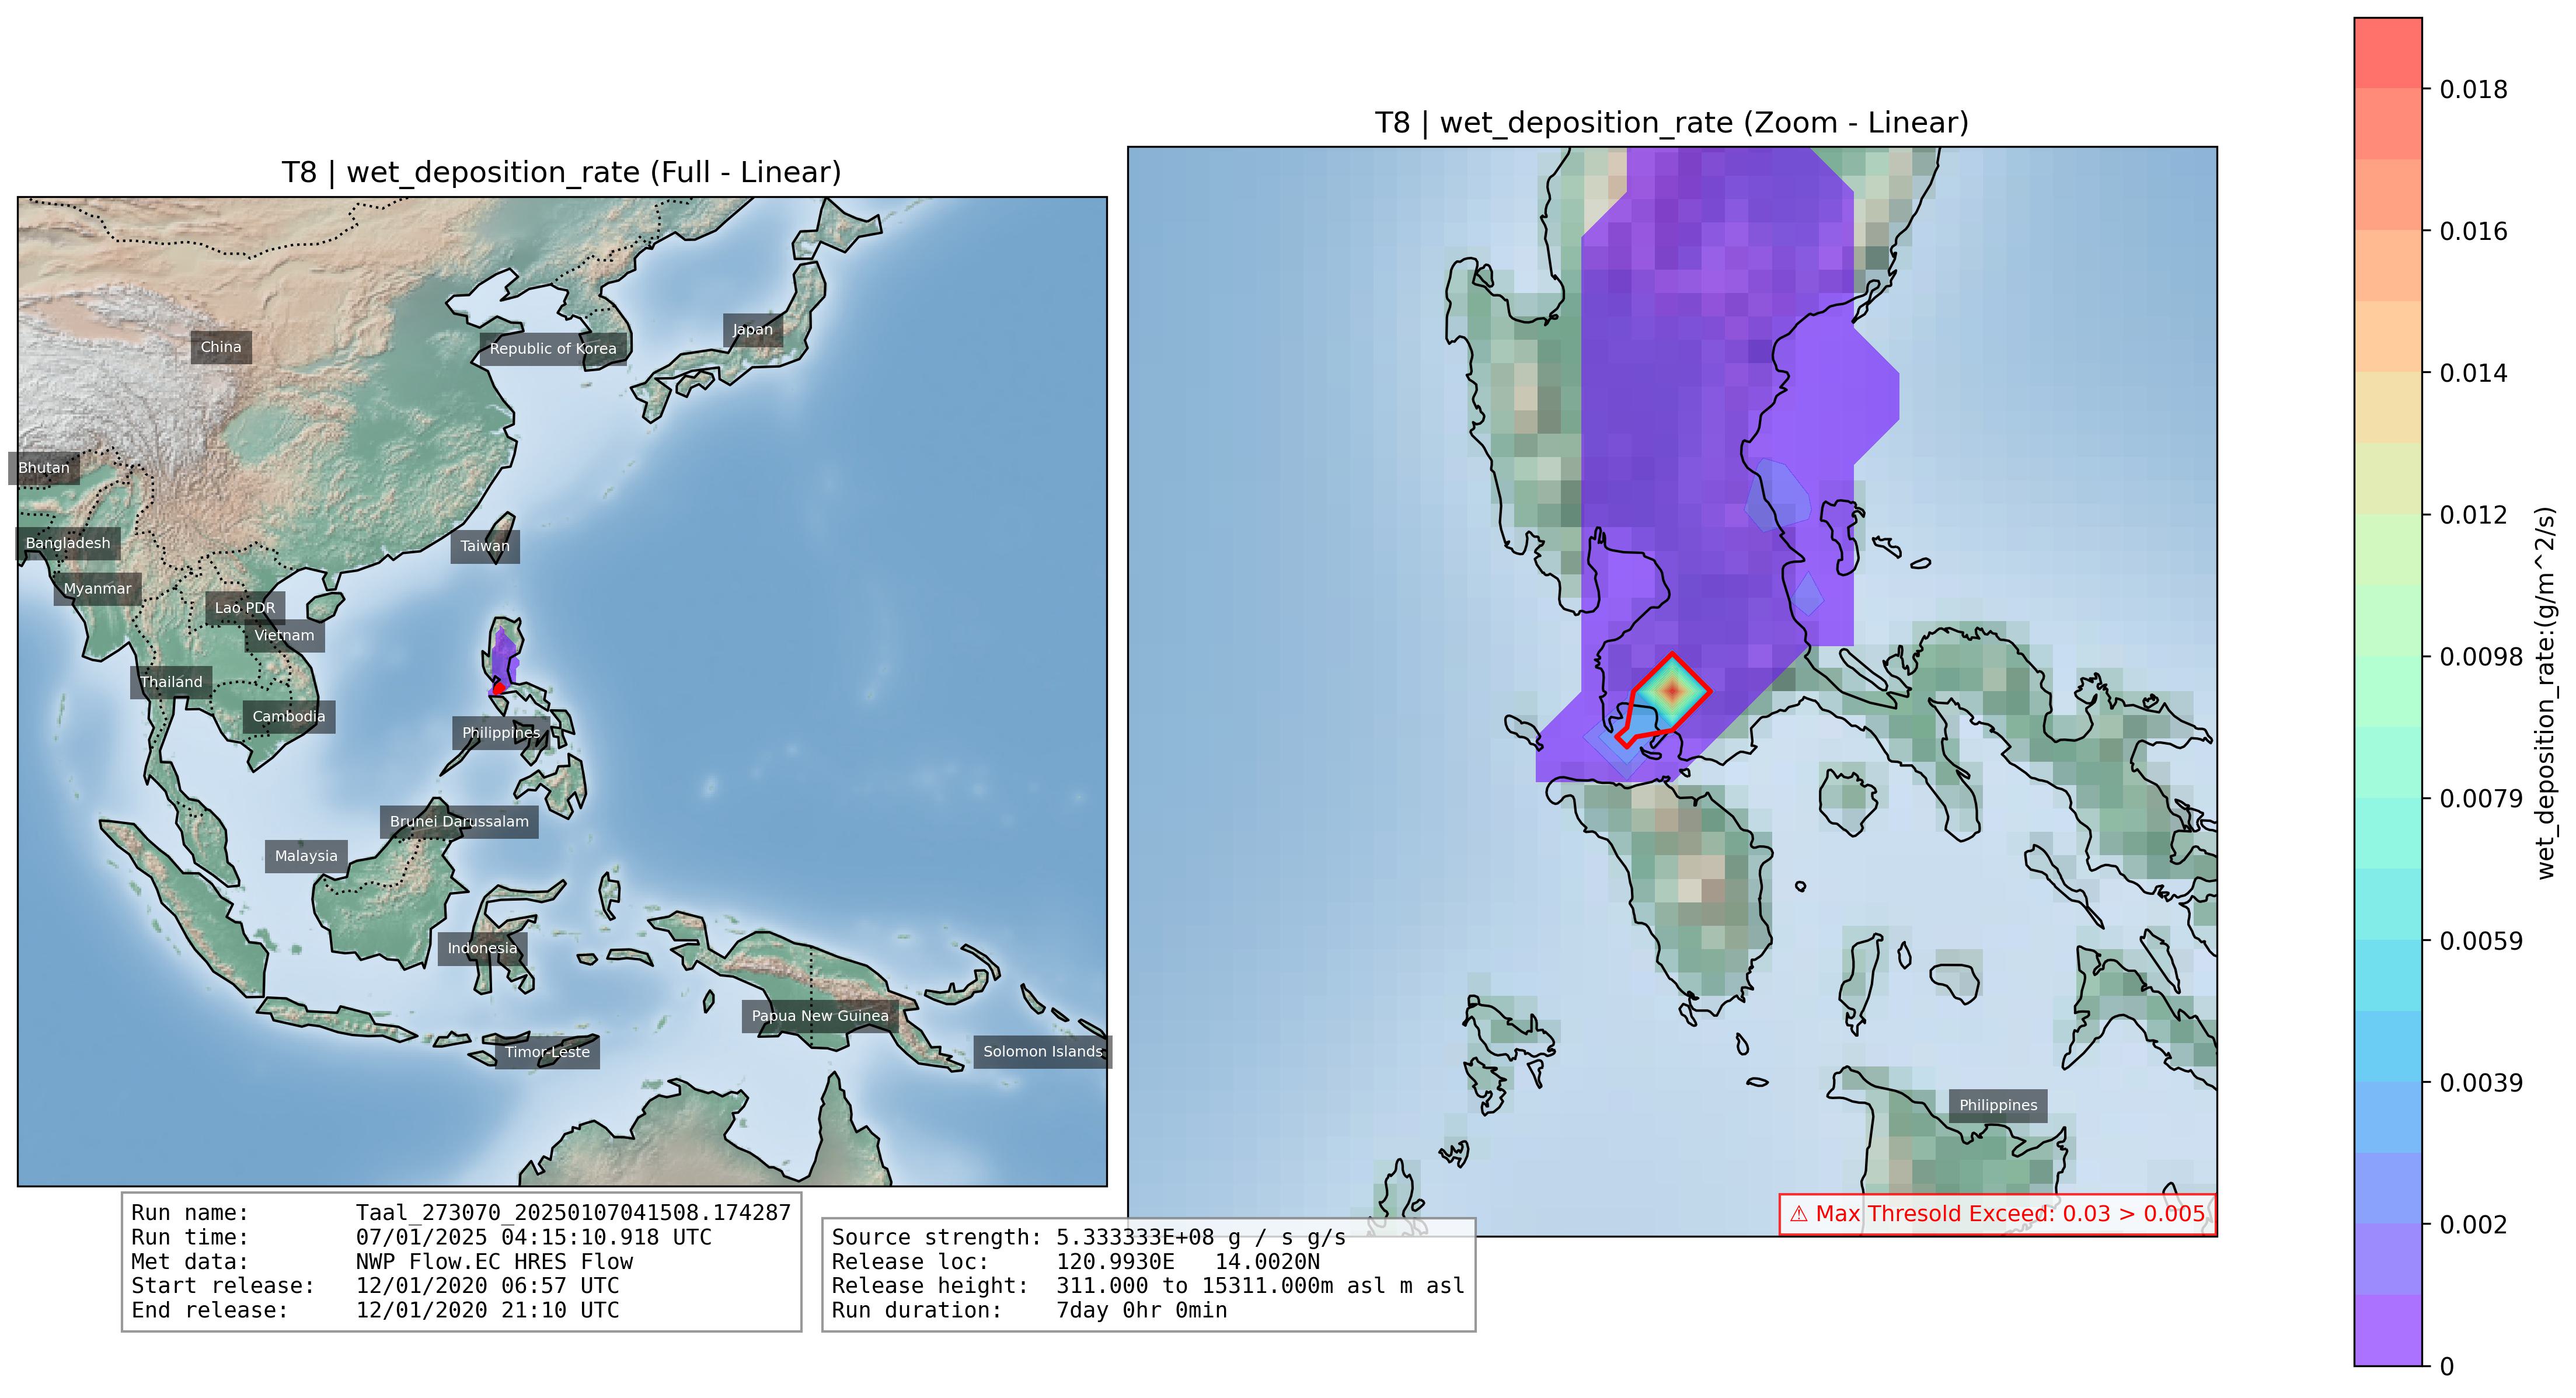 T8 | wet_deposition_rate (Full - Linear)
China
Republic of Korea
Japan
Bhutan
Bangladesh
Taiwan
Myanmar
Lao PDR
Vietnam
Thailand
Cambodia
Philippines
Brunei Darussalam
Malaysia
Indonesia
Papua New Guinea
Timor-Leste
Solomon Islands
T8 | wet_deposition_rate (Zoom - Linear)
Philippines
⚠ Max Thresold Exceed: 0.03 > 0.005
0.018
0.016
0.014
0.012
0.0098
0.0079
0.0059
0.0039
0.002
0
wet_deposition_rate:(g/m^2/s)
Run name: Taal_273070_20250107041508.174287
Run time: 07/01/2025 04:15:10.918 UTC
Met data: NWP Flow.EC HRES Flow
Start release: 12/01/2020 06:57 UTC
End release: 12/01/2020 21:10 UTC
Source strength: 5.333333E+08 g / s g/s
Release loc: 120.9930E 14.0020N
Release height: 311.000 to 15311.000m asl m asl
Run duration: 7day 0hr 0min